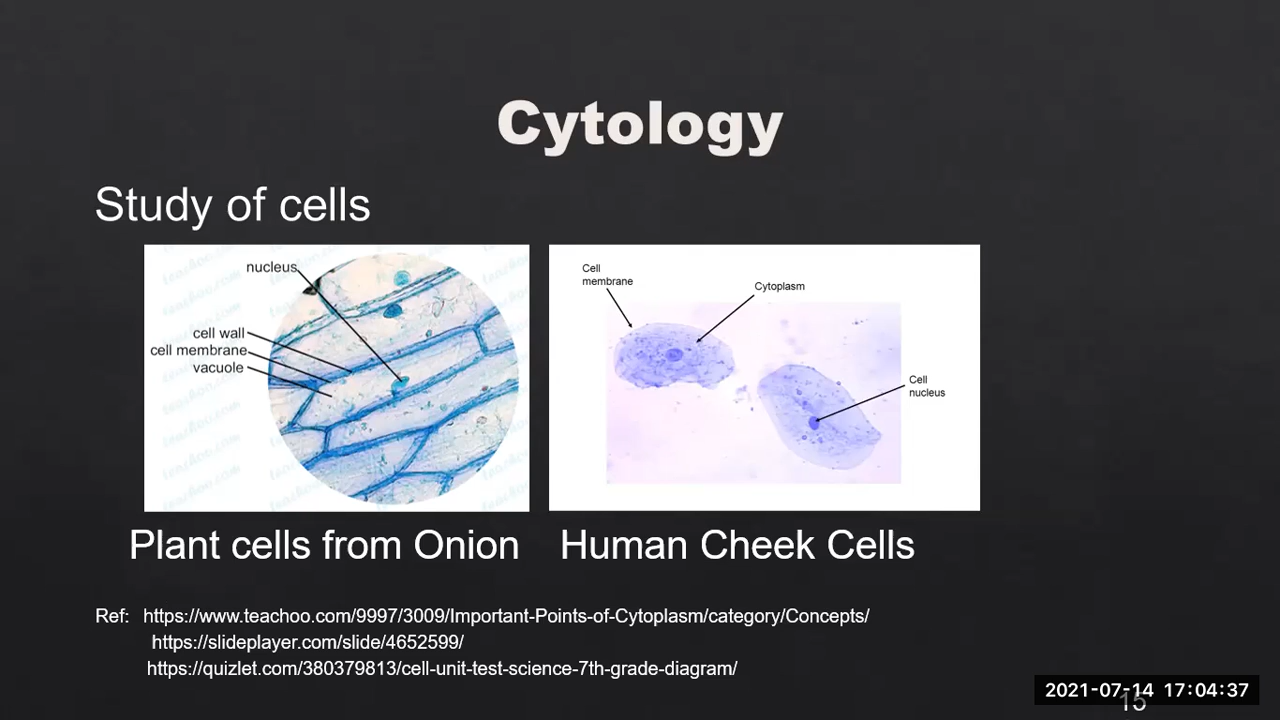 Cytology
Study of cells
nucleus
cell wall
cell membrane
vacuole
Cell
membrane
Cytoplasm
Cell
nucleus
Plant cells from Onion
Human Cheek Cells
Ref: https://www.teachoo.com/9997/3009/Important-Points-of-Cytoplasm/category/Concepts/
https://slideplayer.com/slide/4652599/
https://quizlet.com/380379813/cell-unit-test-science-7th-grade-diagram/
2021-07-14 17:04:37
15